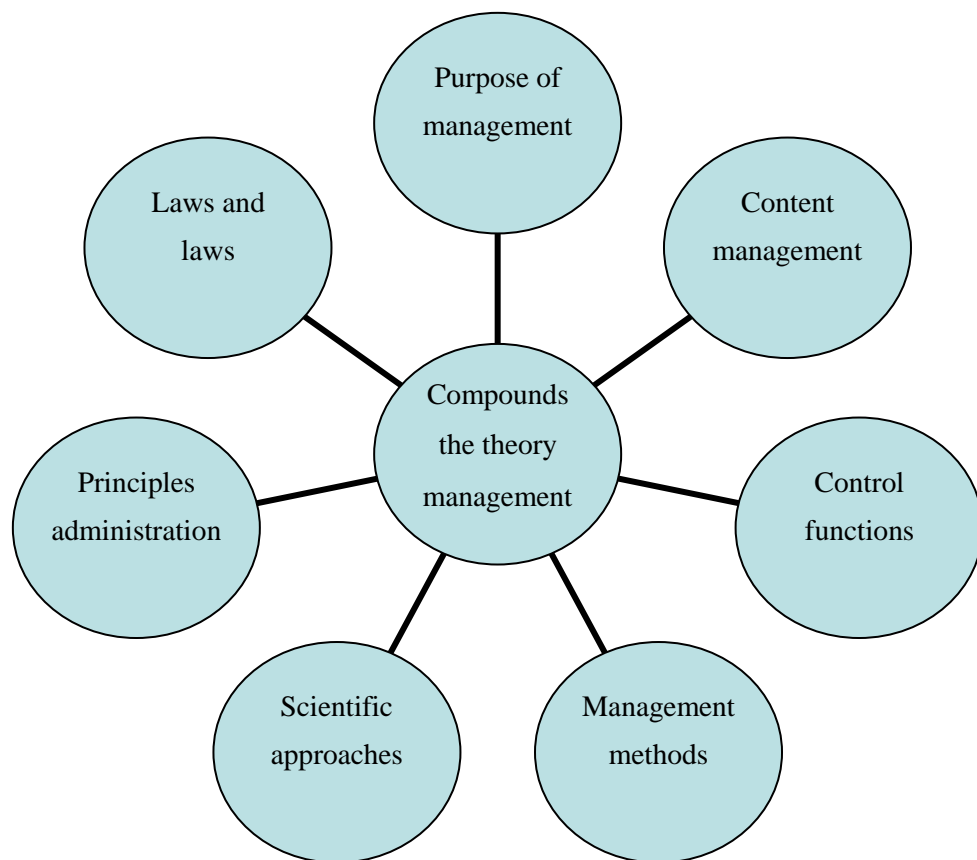 Purpose of
management
Laws and
laws
Content
management
Compounds
the theory
management
Principles
administration
Control
functions
Scientific
approaches
Management
methods